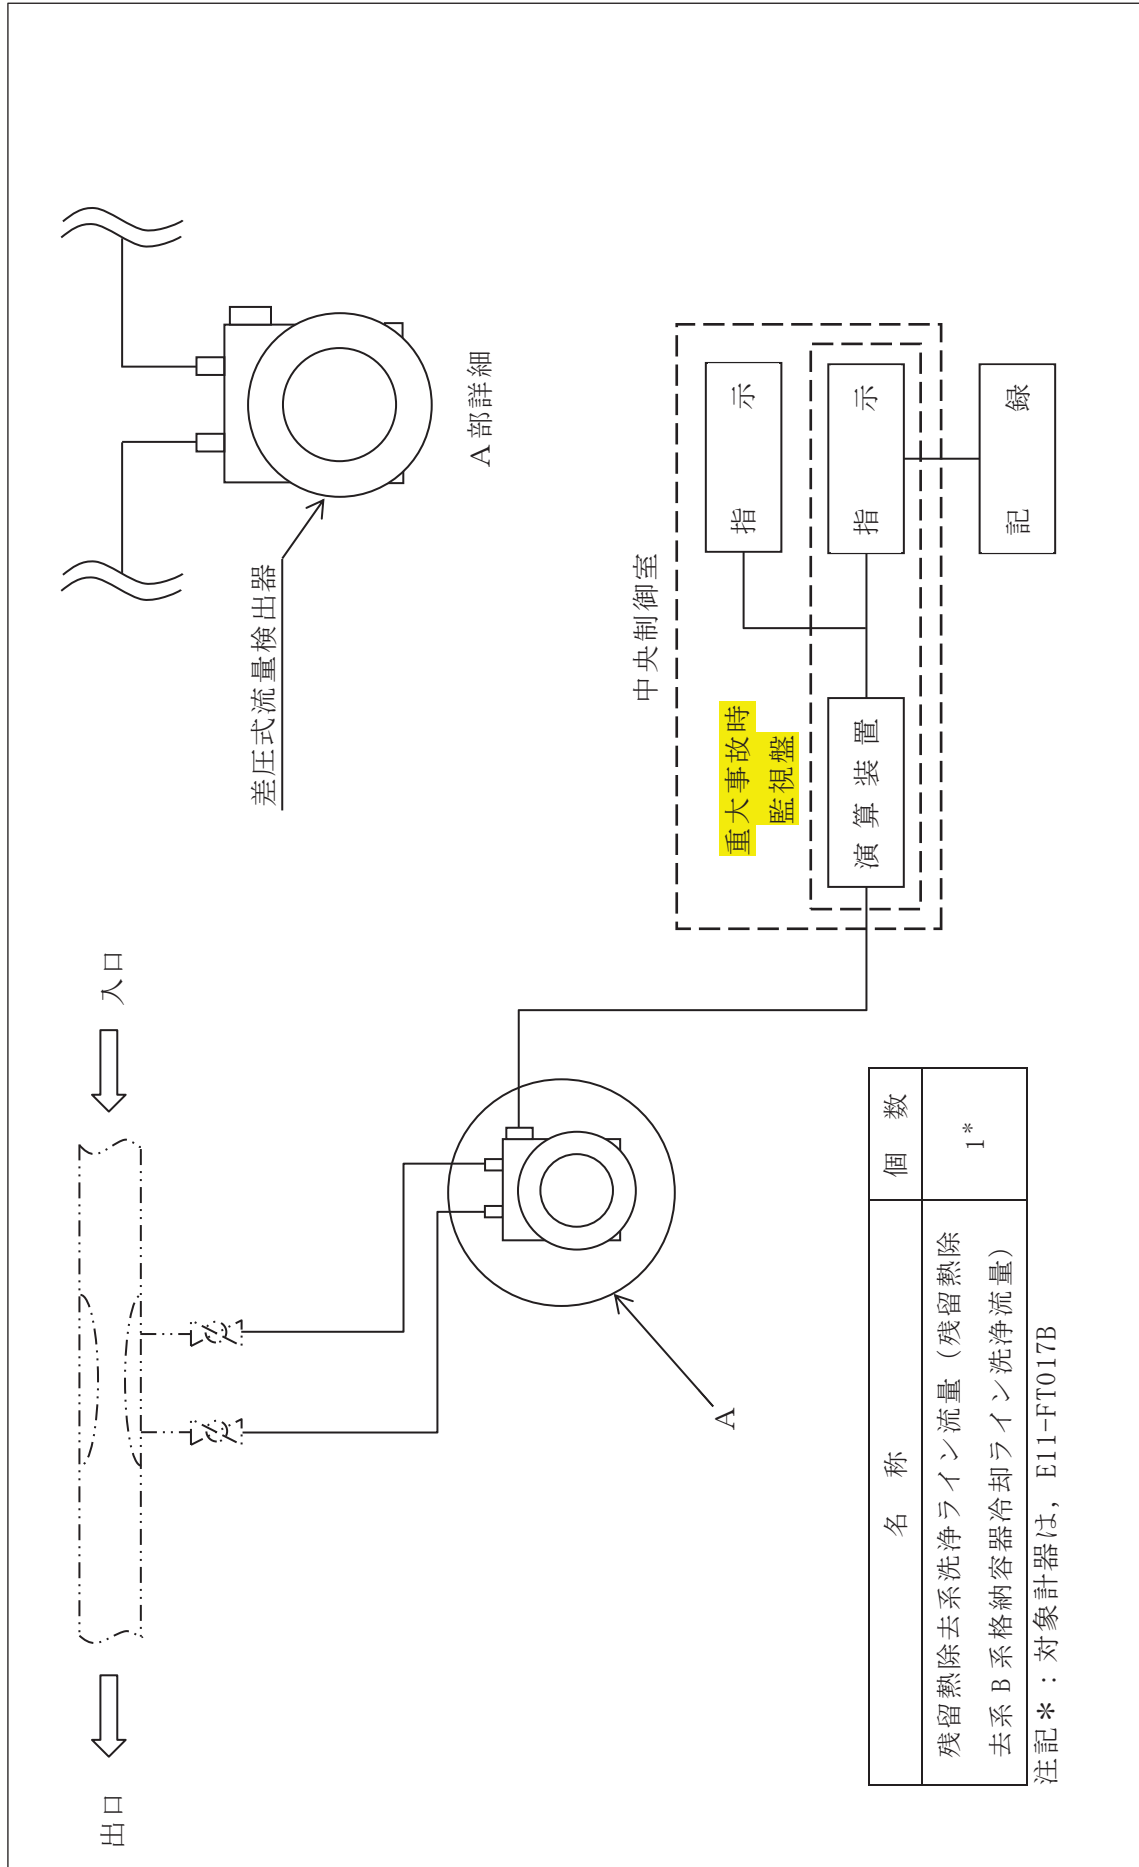 出口
入口
差圧式流量検出器
A部詳細
A
中央制御室
重大事故時
監視盤
指示
演算装置
指示
記録
名称 個数
残留熱除去系洗浄ライン流量（残留熱除
去系B系格納容器冷却ライン洗浄流量）
1*
注記＊：対象計器は，E11-FT017B